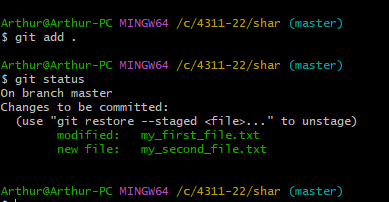 Arthur@Arthur-PC MINGW64 /c/4311-22/shar (master)
$ git add .
Arthur@Arthur-PC MINGW64 /c/4311-22/shar (master)
$ git status
On branch master
Changes to be committed:
(use "git restore --staged <file>..." to unstage)
modified: my_first_file.txt
new file: my_second_file.txt
Arthur@Arthur-PC MINGW64 /c/4311-22/shar (master)
$